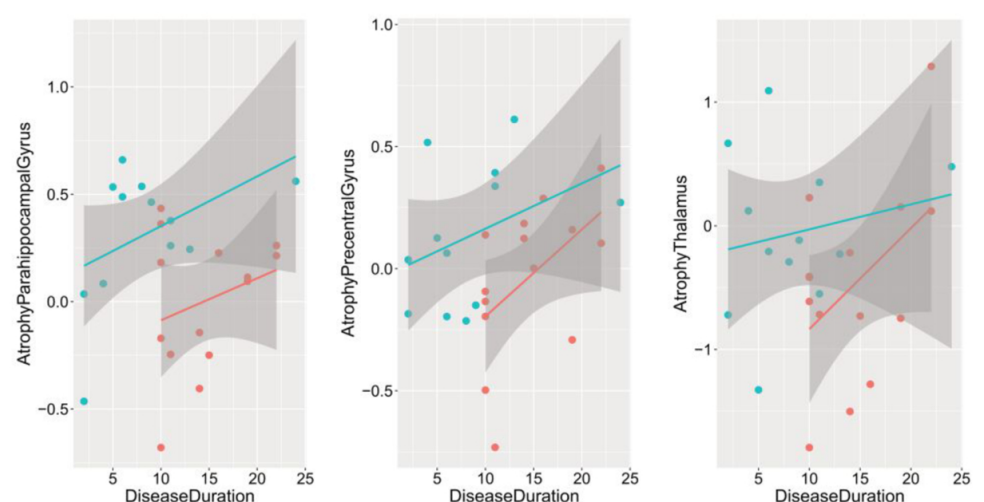 AtrophyParahippocampalGyrus
1.0
0.5
0.0
−0.5
5 10 15 20 25
DiseaseDuration
AtrophyPrecentralGyrus
1.0
0.5
0.0
−0.5
5 10 15 20 25
DiseaseDuration
AtrophyThalamus
1
0
−1
5 10 15 20 25
DiseaseDuration